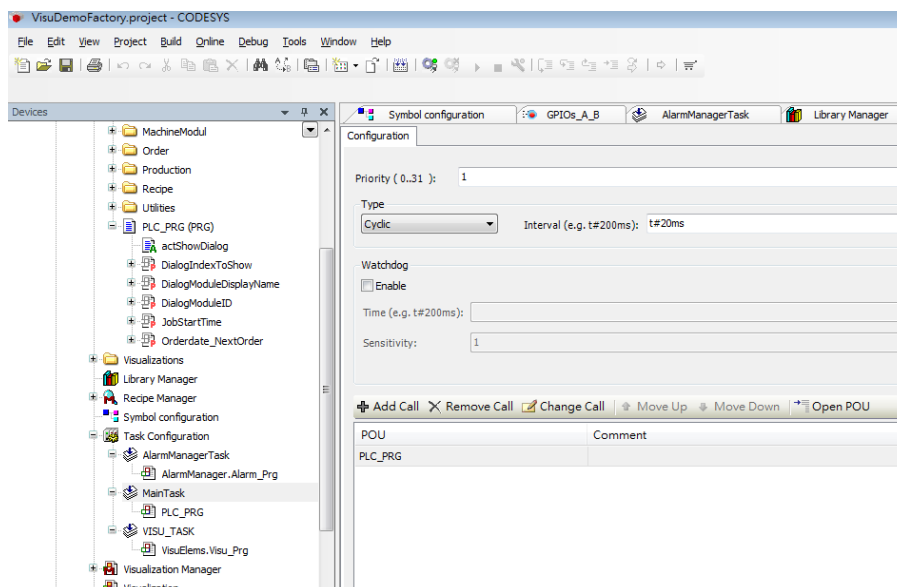 VisuDemoFactory.project - CODESYS
File Edit View Project Build Online Debug Tools Window Help
Devices
MachineModul
Order
Production
Recipe
Utilities
PLC_PRG (PRG)
actShowDialog
DialogIndexToShow
DialogModuleDisplayName
DialogModuleID
JobStartTime
Orderdate_NextOrder
Visualizations
Library Manager
Recipe Manager
Symbol configuration
Task Configuration
AlarmManagerTask
AlarmManager.Alarm_Prg
MainTask
PLC_PRG
VISU_TASK
VisuElems.Visu_Prg
Visualization Manager
Visualization
Symbol configuration GPIOs_A_B AlarmManagerTask Library Manager
Configuration
Priority ( 0..31 ): 1
Type
Cyclic Interval (e.g. t#200ms): t#20ms
Watchdog
Enable
Time (e.g. t#200ms):
Sensitivity: 1
Add Call Remove Call Change Call Move Up Move Down Open POU
POU Comment
PLC_PRG